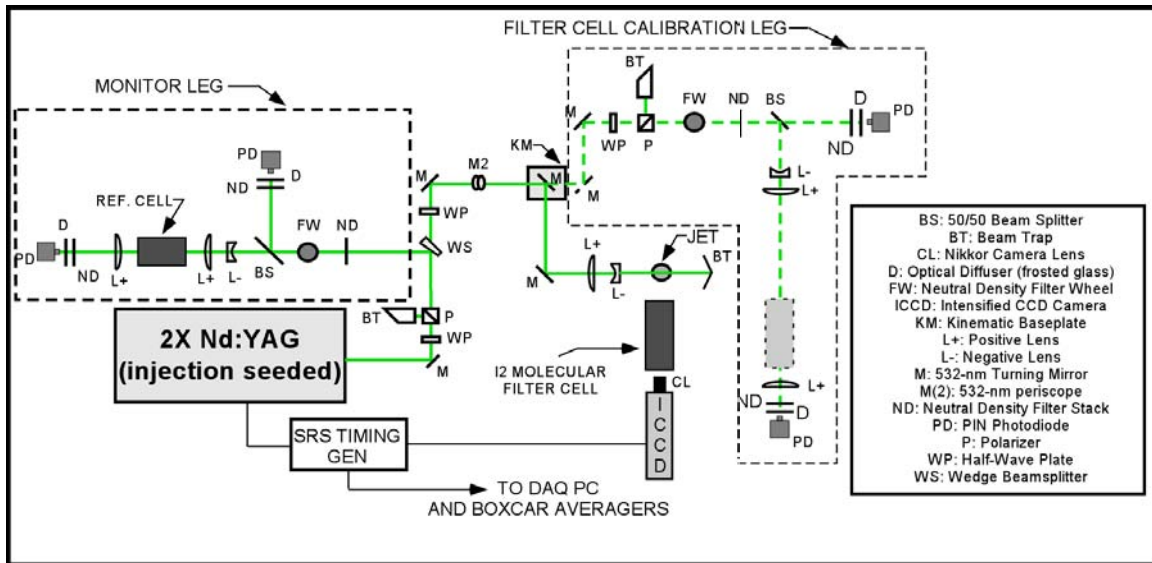 FILTER CELL CALIBRATION LEG
MONITOR LEG
BT
FW
ND
BS
D
PD
M
WP
P
ND
KM
M
M
L-
L+
PD
D
ND
REF. CELL
FW
ND
D
PD
ND
L+
L+
L-
BS
M
M2
WP
WS
M
L+
L-
JET
BT
BT
P
WP
M
2X Nd:YAG
(injection seeded)
I2 MOLECULAR
FILTER CELL
CL
I
C
C
D
SRS TIMING
GEN
TO DAQ PC
AND BOXCAR AVERAGERS
L+
ND
D
PD
BS: 50/50 Beam Splitter
BT: Beam Trap
CL: Nikkor Camera Lens
D: Optical Diffuser (frosted glass)
FW: Neutral Density Filter Wheel
ICCD: Intensified CCD Camera
KM: Kinematic Baseplate
L+: Positive Lens
L-: Negative Lens
M: 532-nm Turning Mirror
M(2): 532-nm periscope
ND: Neutral Density Filter Stack
PD: PIN Photodiode
P: Polarizer
WP: Half-Wave Plate
WS: Wedge Beamsplitter